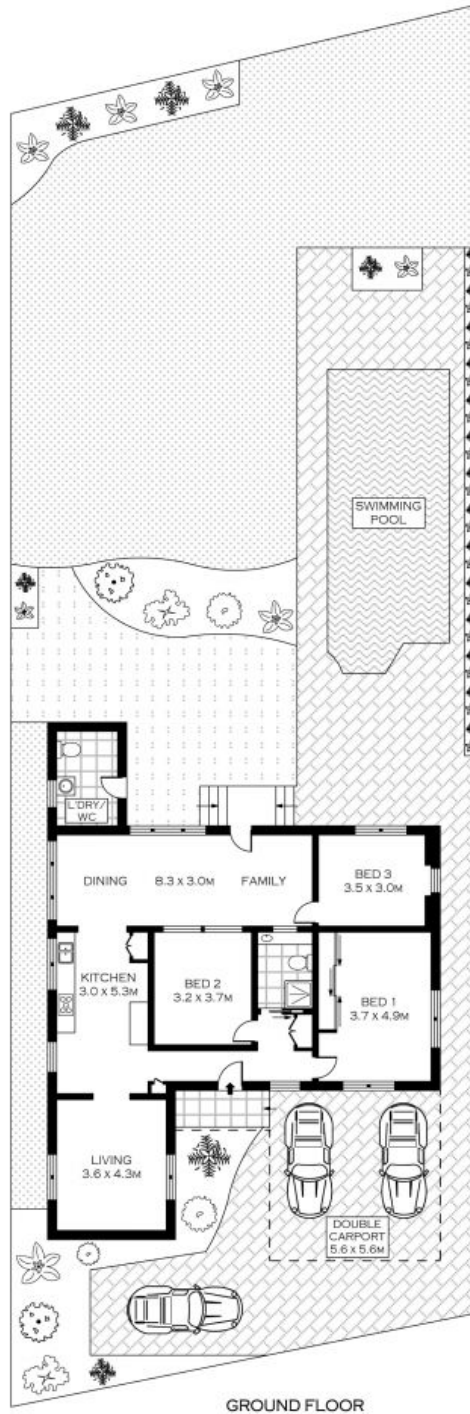 SWIMMING
POOL
L'DRY/
WC
DINING 8.3 x 3.0M FAMILY
BED 3
3.5 x 3.0M
KITCHEN
3.0 x 5.3M
BED 2
3.2 x 3.7M
BED 1
3.7 x 4.9M
LIVING
3.6 x 4.3M
DOUBLE
CARPORT
5.6 x 5.6M
GROUND FLOOR